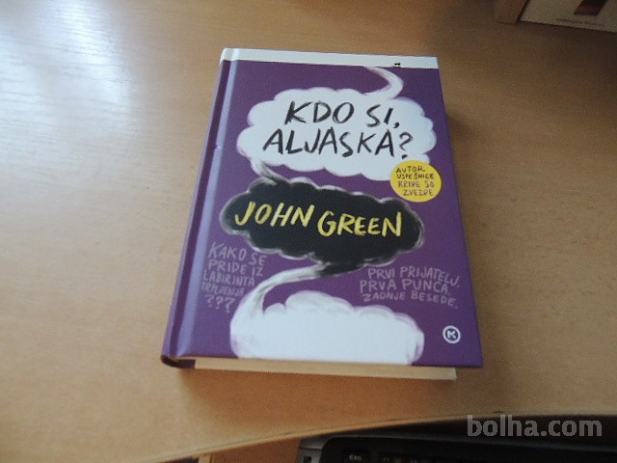 KDO SI,
ALJASKA?
AVTOR
USPEŠNICE
KRIVE SO
ZVEZDE
JOHN GREEN
KAKO SE
PRIDE IZ
LABIRINTA
TRPLJENJA
???
PRVI PRIJATELJ,
PRVA PUNCA,
ZADNJE BESEDE.
bolha.com